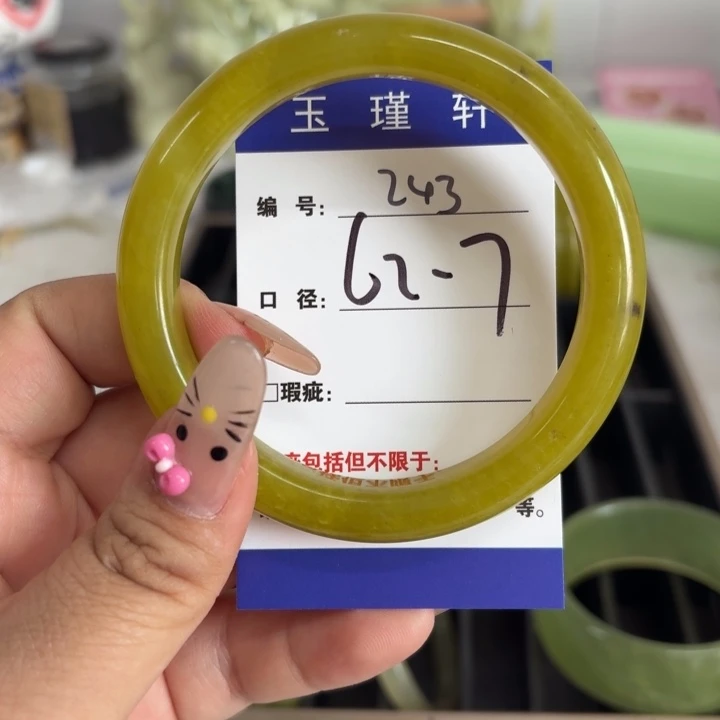 玉瑾轩
编 号: 243
口 径: 62-7
□瑕疵:
包括但不限于:
等。